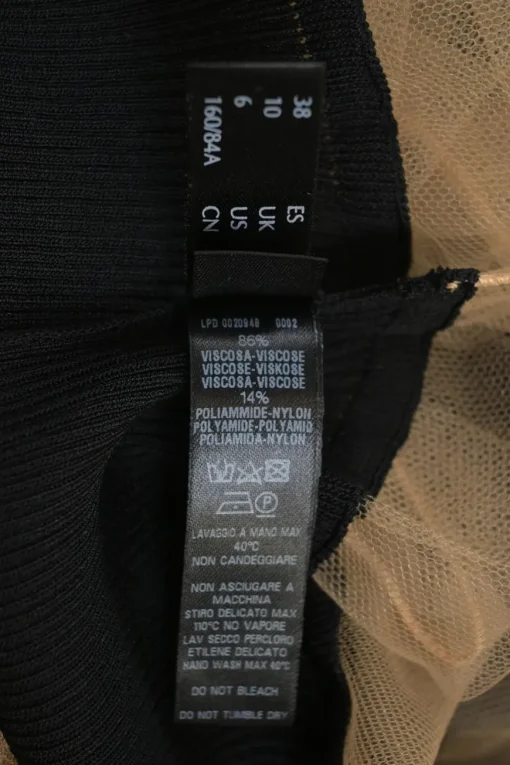 38 ES
10 UK
6 US
160/84A CN
LPD 0020948 0002
86%
VISCOSA-VISCOSE
VISCOSE-VISKOSE
VISCOSA-VISCOSE
14%
POLIAMMIDE-NYLON
POLYAMIDE-POLYAMID
POLIAMIDA-NYLON
P
LAVAGGIO A MANO MAX
40°C
NON CANDEGGIARE
NON ASCIUGARE A
MACCHINA
STIRO DELICATO MAX
110°C NO VAPORE
LAV SECCO PERCLORO
ETILENE DELICATO
HAND WASH MAX 40°C
DO NOT BLEACH
DO NOT TUMBLE DRY